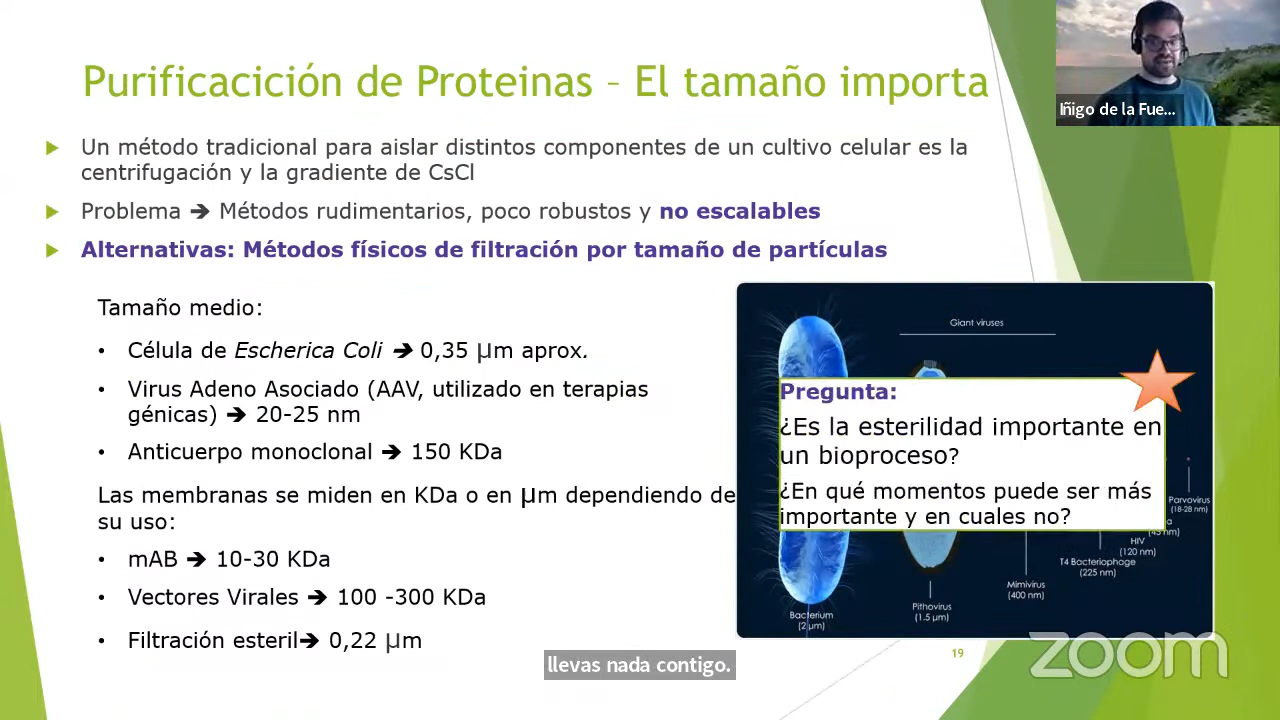 Purificacición de Proteinas – El tamaño importa
Iñigo de la Fue...
Un método tradicional para aislar distintos componentes de un cultivo celular es la
centrifugación y la gradiente de CsCl
Problema ➔ Métodos rudimentarios, poco robustos y no escalables
Alternativas: Métodos físicos de filtración por tamaño de partículas
Tamaño medio:
• Célula de Escherica Coli ➔ 0,35 µm aprox.
• Virus Adeno Asociado (AAV, utilizado en terapias
génicas) ➔ 20-25 nm
• Anticuerpo monoclonal ➔ 150 KDa
Las membranas se miden en KDa o en µm dependiendo de
su uso:
• mAB ➔ 10-30 KDa
• Vectores Virales ➔ 100 -300 KDa
• Filtración esteril➔ 0,22 µm
Giant viruses
Pregunta:
¿Es la esterilidad importante en
un bioproceso?
¿En qué momentos puede ser más
importante y en cuales no?
Parvovirus
(18-28 nm)
HIV
(120 nm)
T4 Bacteriophage
(225 nm)
Mimivirus
(400 nm)
Pithovirus
(1.5 µm)
Bacterium
(2 µm)
19
zoom
llevas nada contigo.